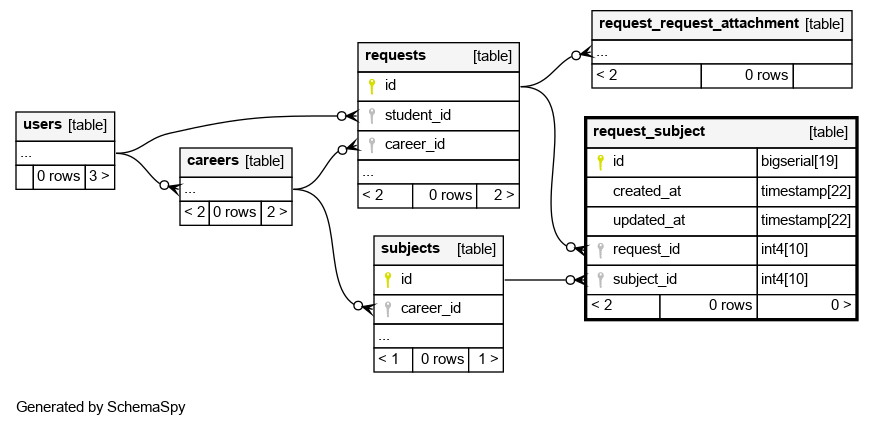 users [table]
...
0 rows 3 >
careers [table]
...
< 2 0 rows 2 >
requests [table]
id
student_id
career_id
...
< 2 0 rows 2 >
subjects [table]
id
career_id
...
< 1 0 rows 1 >
request_request_attachment [table]
...
< 2 0 rows
request_subject [table]
id bigserial[19]
created_at timestamp[22]
updated_at timestamp[22]
request_id int4[10]
subject_id int4[10]
< 2 0 rows 0 >
Generated by SchemaSpy